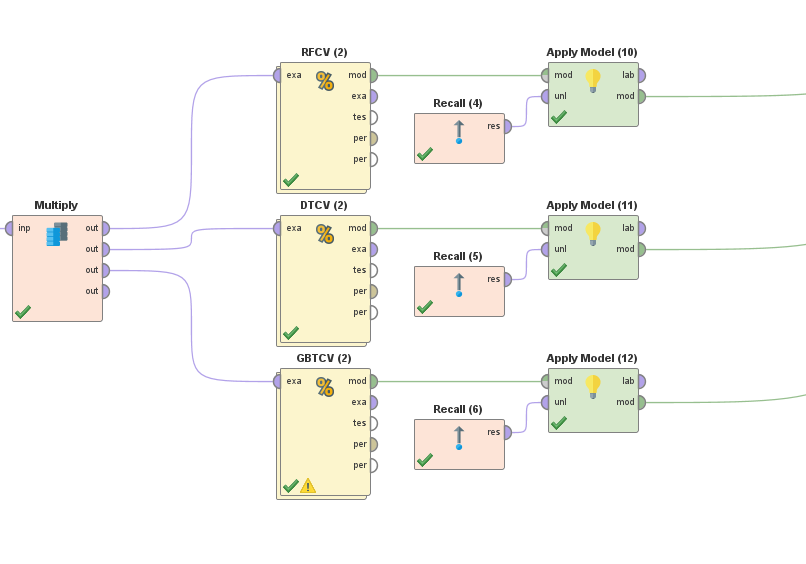 RFCV (2)
exa
mod
exa
tes
per
per
Recall (4)
res
Apply Model (10)
mod
unl
lab
mod
Multiply
inp
out
out
out
out
DTCV (2)
exa
mod
exa
tes
per
per
Recall (5)
res
Apply Model (11)
mod
unl
lab
mod
GBTCV (2)
exa
mod
exa
tes
per
per
Recall (6)
res
Apply Model (12)
mod
unl
lab
mod